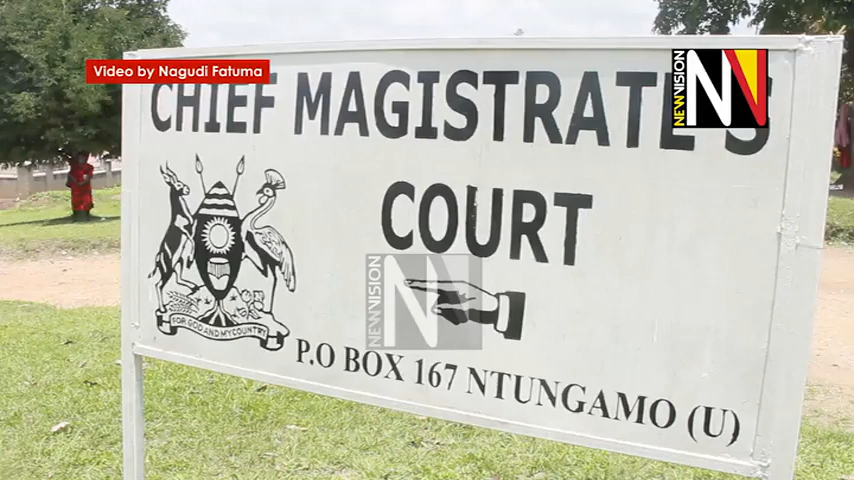 Video by Nagudi Fatuma
NEW VISION
CHIEF MAGISTRATE'S
COURT
NEW VISION
FOR GOD AND MY COUNTRY
P.O BOX 167 NTUNGAMO (U)